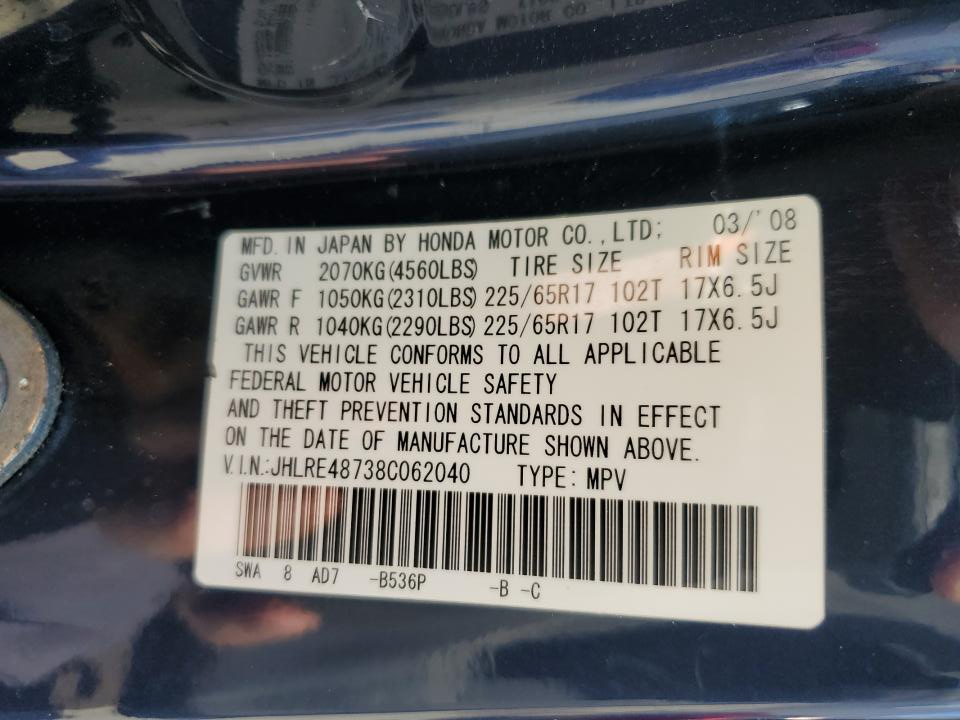 MFD. IN JAPAN BY HONDA MOTOR CO.,LTD: 03/'08
GVWR 2070KG(4560LBS) TIRE SIZE RIM SIZE
GAWR F 1050KG(2310LBS) 225/65R17 102T 17X6.5J
GAWR R 1040KG(2290LBS) 225/65R17 102T 17X6.5J
THIS VEHICLE CONFORMS TO ALL APPLICABLE
FEDERAL MOTOR VEHICLE SAFETY
AND THEFT PREVENTION STANDARDS IN EFFECT
ON THE DATE OF MANUFACTURE SHOWN ABOVE.
V.I.N.:JHLRE48738C062040 TYPE: MPV
SWA 8 AD7 -B536P -B -C